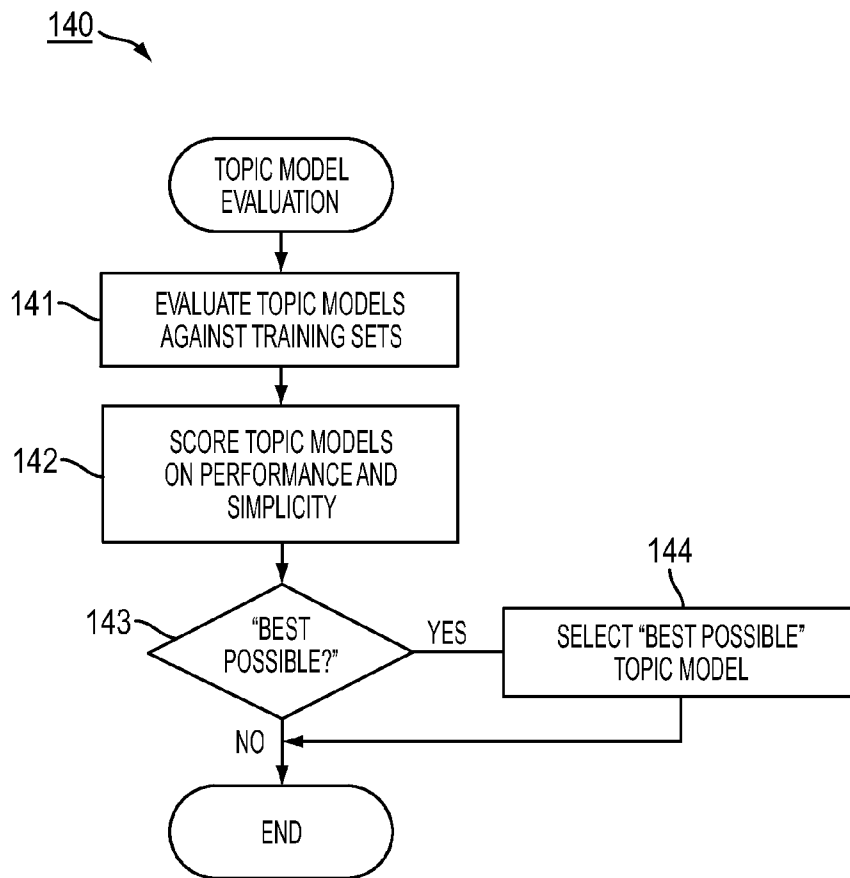 140
TOPIC MODEL
EVALUATION
141
EVALUATE TOPIC MODELS
AGAINST TRAINING SETS
142
SCORE TOPIC MODELS
ON PERFORMANCE AND
SIMPLICITY
143
“BEST
POSSIBLE?”
YES
144
SELECT “BEST POSSIBLE”
TOPIC MODEL
NO
END